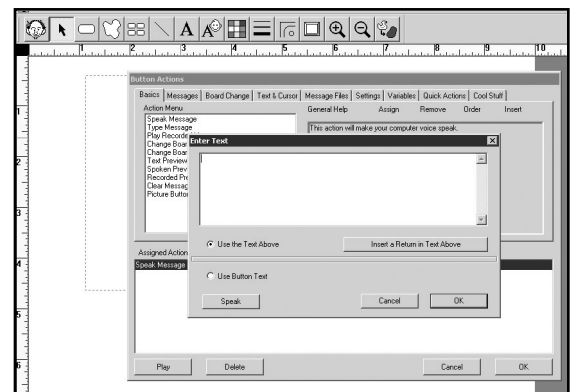 A A
1 2 3 4 5 6 7 8 9 10
Button Actions
Basics Messages Board Change Text & Cursor Message Files Settings Variables Quick Actions Cool Stuff
Action Menu General Help Assign Remove Order Insert
Speak Message This action will make your computer voice speak.
Type Message
Play Recorded
Change Boar
Change Boar
Text Preview
Spoken Prev
Recorded Pre
Clear Messag
Picture Button
Enter Text
Use the Text Above Insert a Return in Text Above
Use Button Text
Speak Cancel OK
Assigned Action
Speak Message
Play Delete Cancel OK
1
2
3
4
5
6